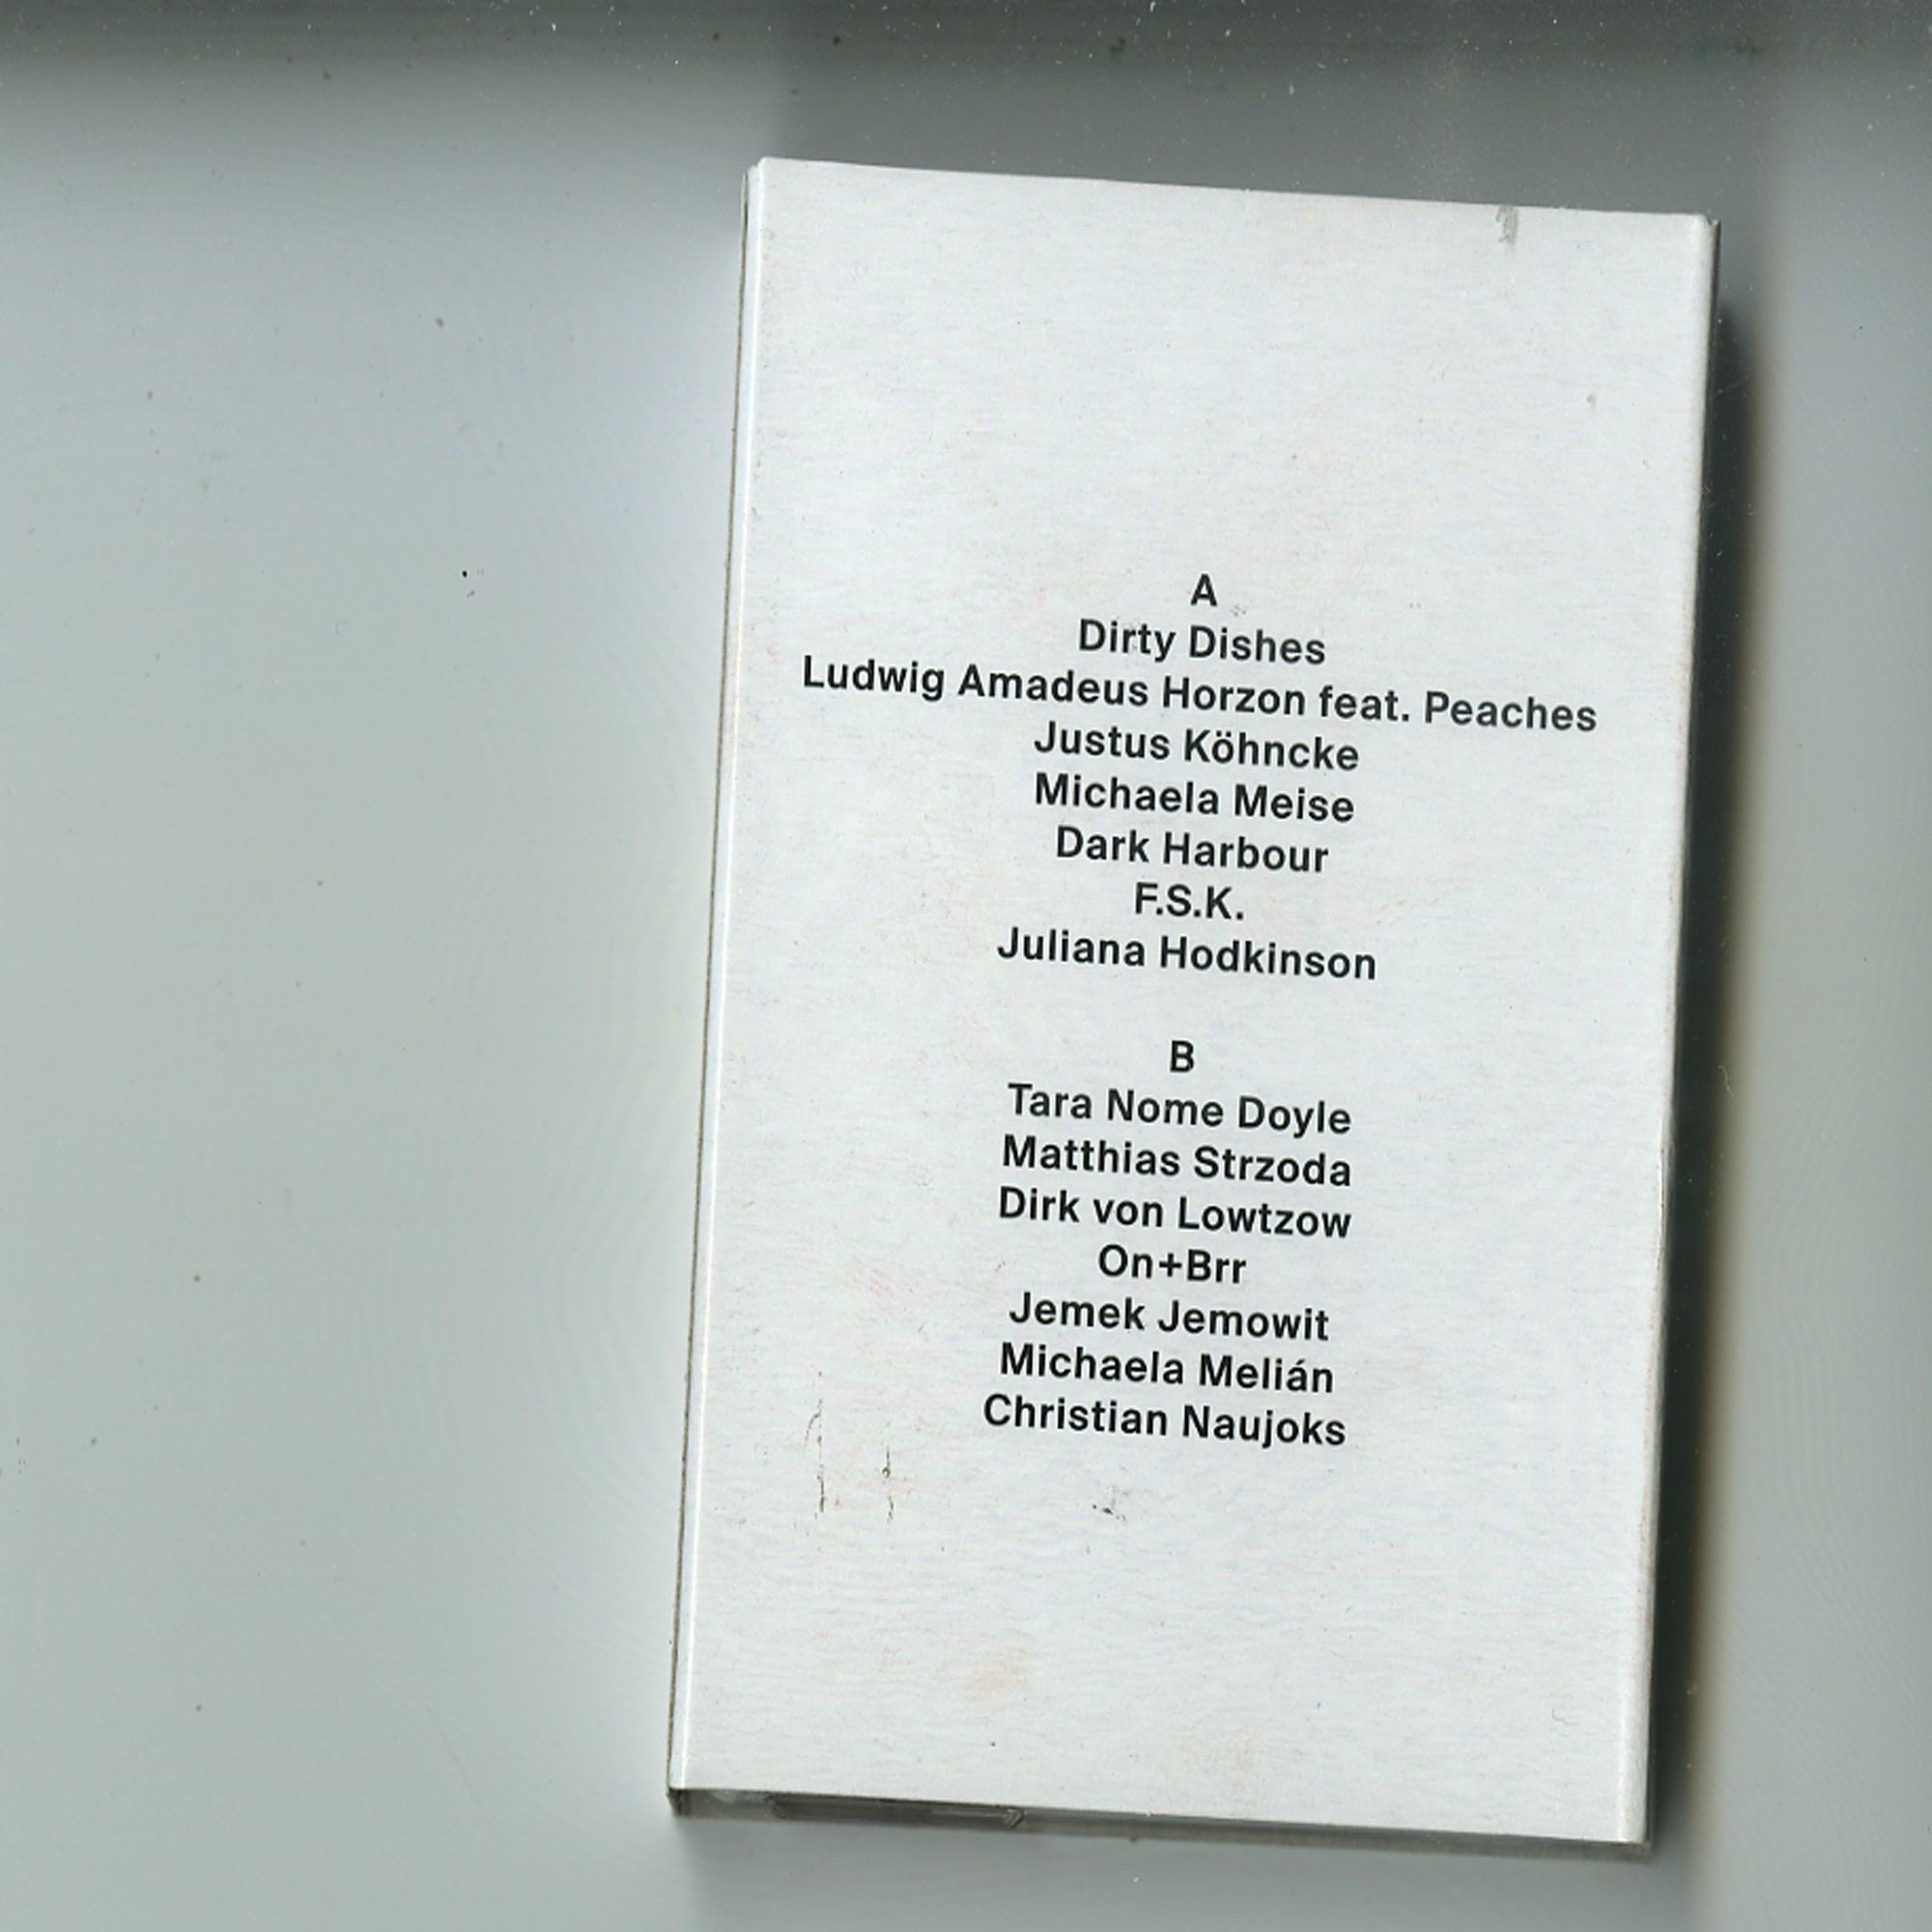 A
Dirty Dishes
Ludwig Amadeus Horzon feat. Peaches
Justus Köhncke
Michaela Meise
Dark Harbour
F.S.K.
Juliana Hodkinson
B
Tara Nome Doyle
Matthias Strzoda
Dirk von Lowtzow
On+Brr
Jemek Jemowit
Michaela Melián
Christian Naujoks